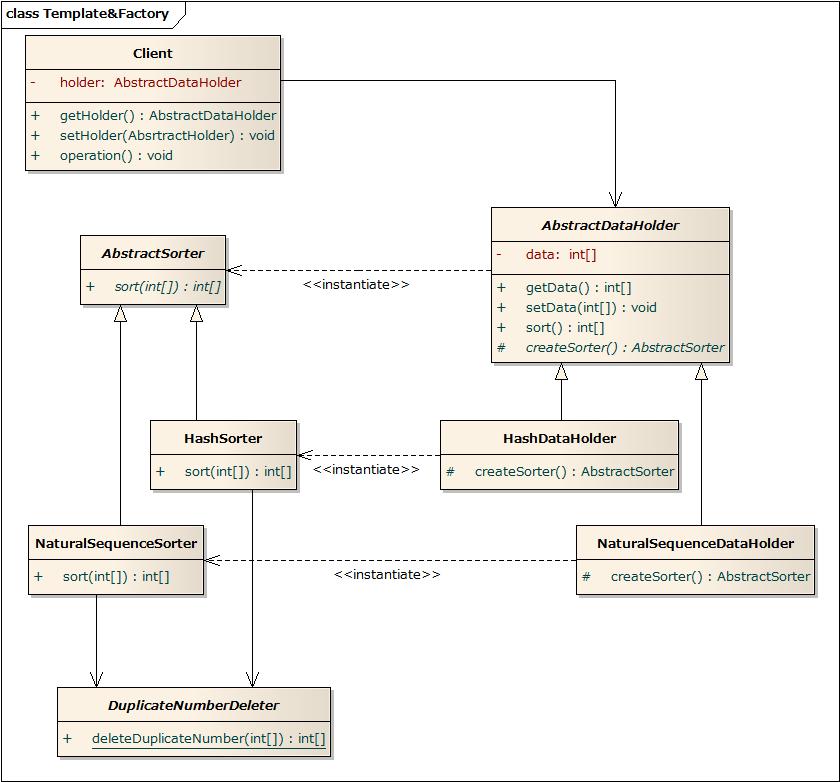 class Template&Factory
Client
- holder: AbstractDataHolder
+ getHolder() : AbstractDataHolder
+ setHolder(AbsrtractHolder) : void
+ operation() : void
AbstractDataHolder
- data: int[]
+ getData() : int[]
+ setData(int[]) : void
+ sort() : int[]
# createSorter() : AbstractSorter
AbstractSorter
+ sort(int[]) : int[]
<<instantiate>>
HashSorter
+ sort(int[]) : int[]
<<instantiate>>
HashDataHolder
# createSorter() : AbstractSorter
NaturalSequenceSorter
+ sort(int[]) : int[]
<<instantiate>>
NaturalSequenceDataHolder
# createSorter() : AbstractSorter
DuplicateNumberDeleter
+ deleteDuplicateNumber(int[]) : int[]